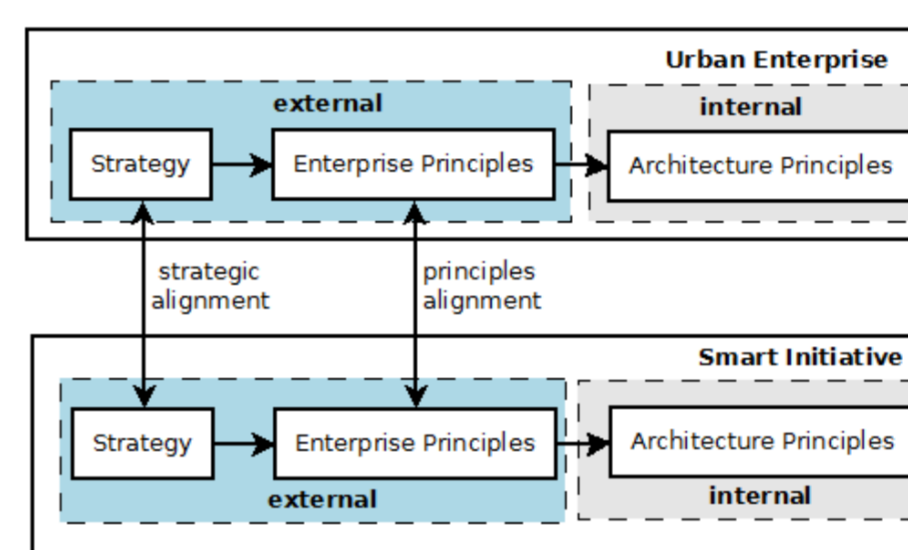 Urban Enterprise
external
internal
Strategy
Enterprise Principles
Architecture Principles
strategic
alignment
principles
alignment
Smart Initiative
Strategy
Enterprise Principles
Architecture Principles
external
internal